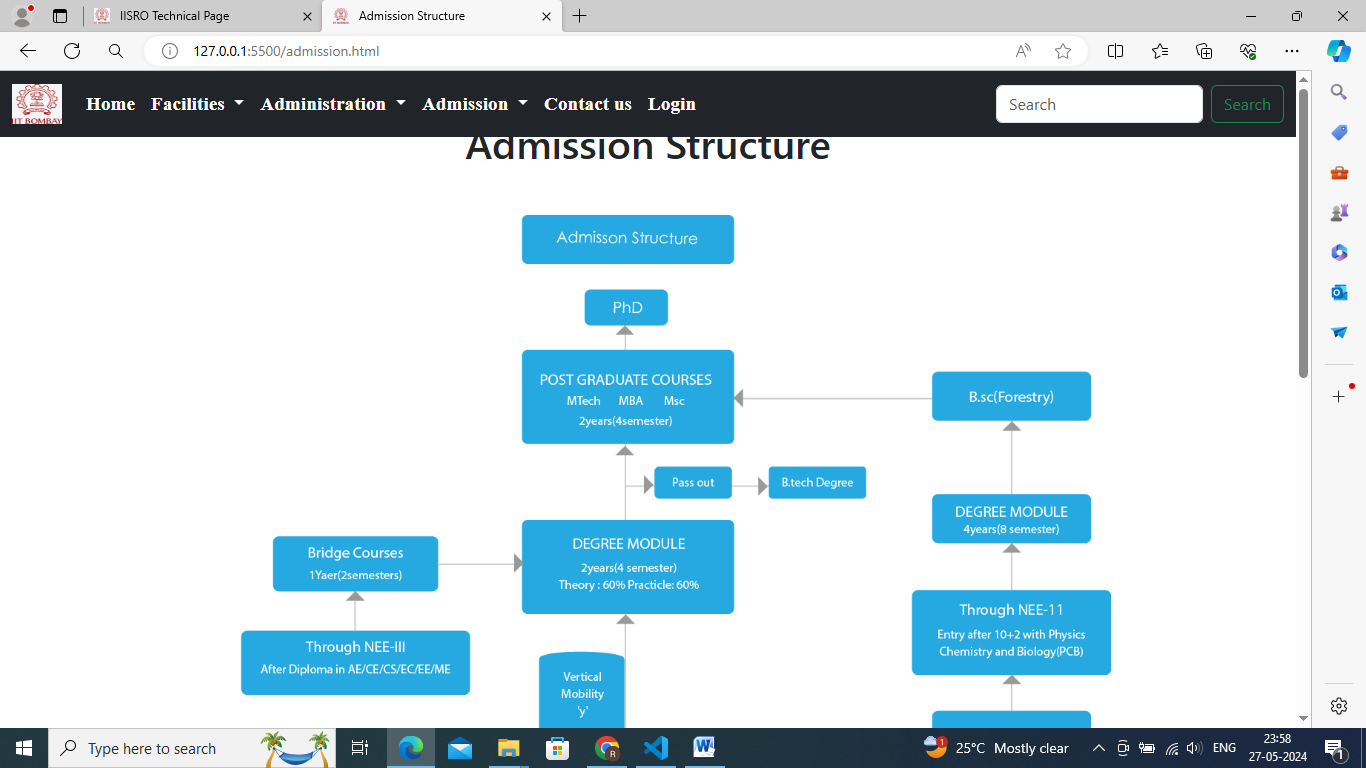 IISRO Technical Page
Admission Structure
127.0.0.1:5500/admission.html
IIT BOMBAY
Home Facilities Administration Admission Contact us Login
Search
Search
Admission Structure
Admisson Structure
PhD
POST GRADUATE COURSES
MTech MBA Msc
2years(4semester)
B.sc(Forestry)
Pass out
B.tech Degree
DEGREE MODULE
4years(8 semester)
DEGREE MODULE
2years(4 semester)
Theory : 60% Practicle: 60%
Bridge Courses
1Yaer(2semesters)
Through NEE-11
Entry after 10+2 with Physics
Chemistry and Biology(PCB)
Through NEE-III
After Diploma in AE/CE/CS/EC/EE/ME
Vertical
Mobility
'y'
Type here to search
25°C Mostly clear
ENG
23:58
27-05-2024